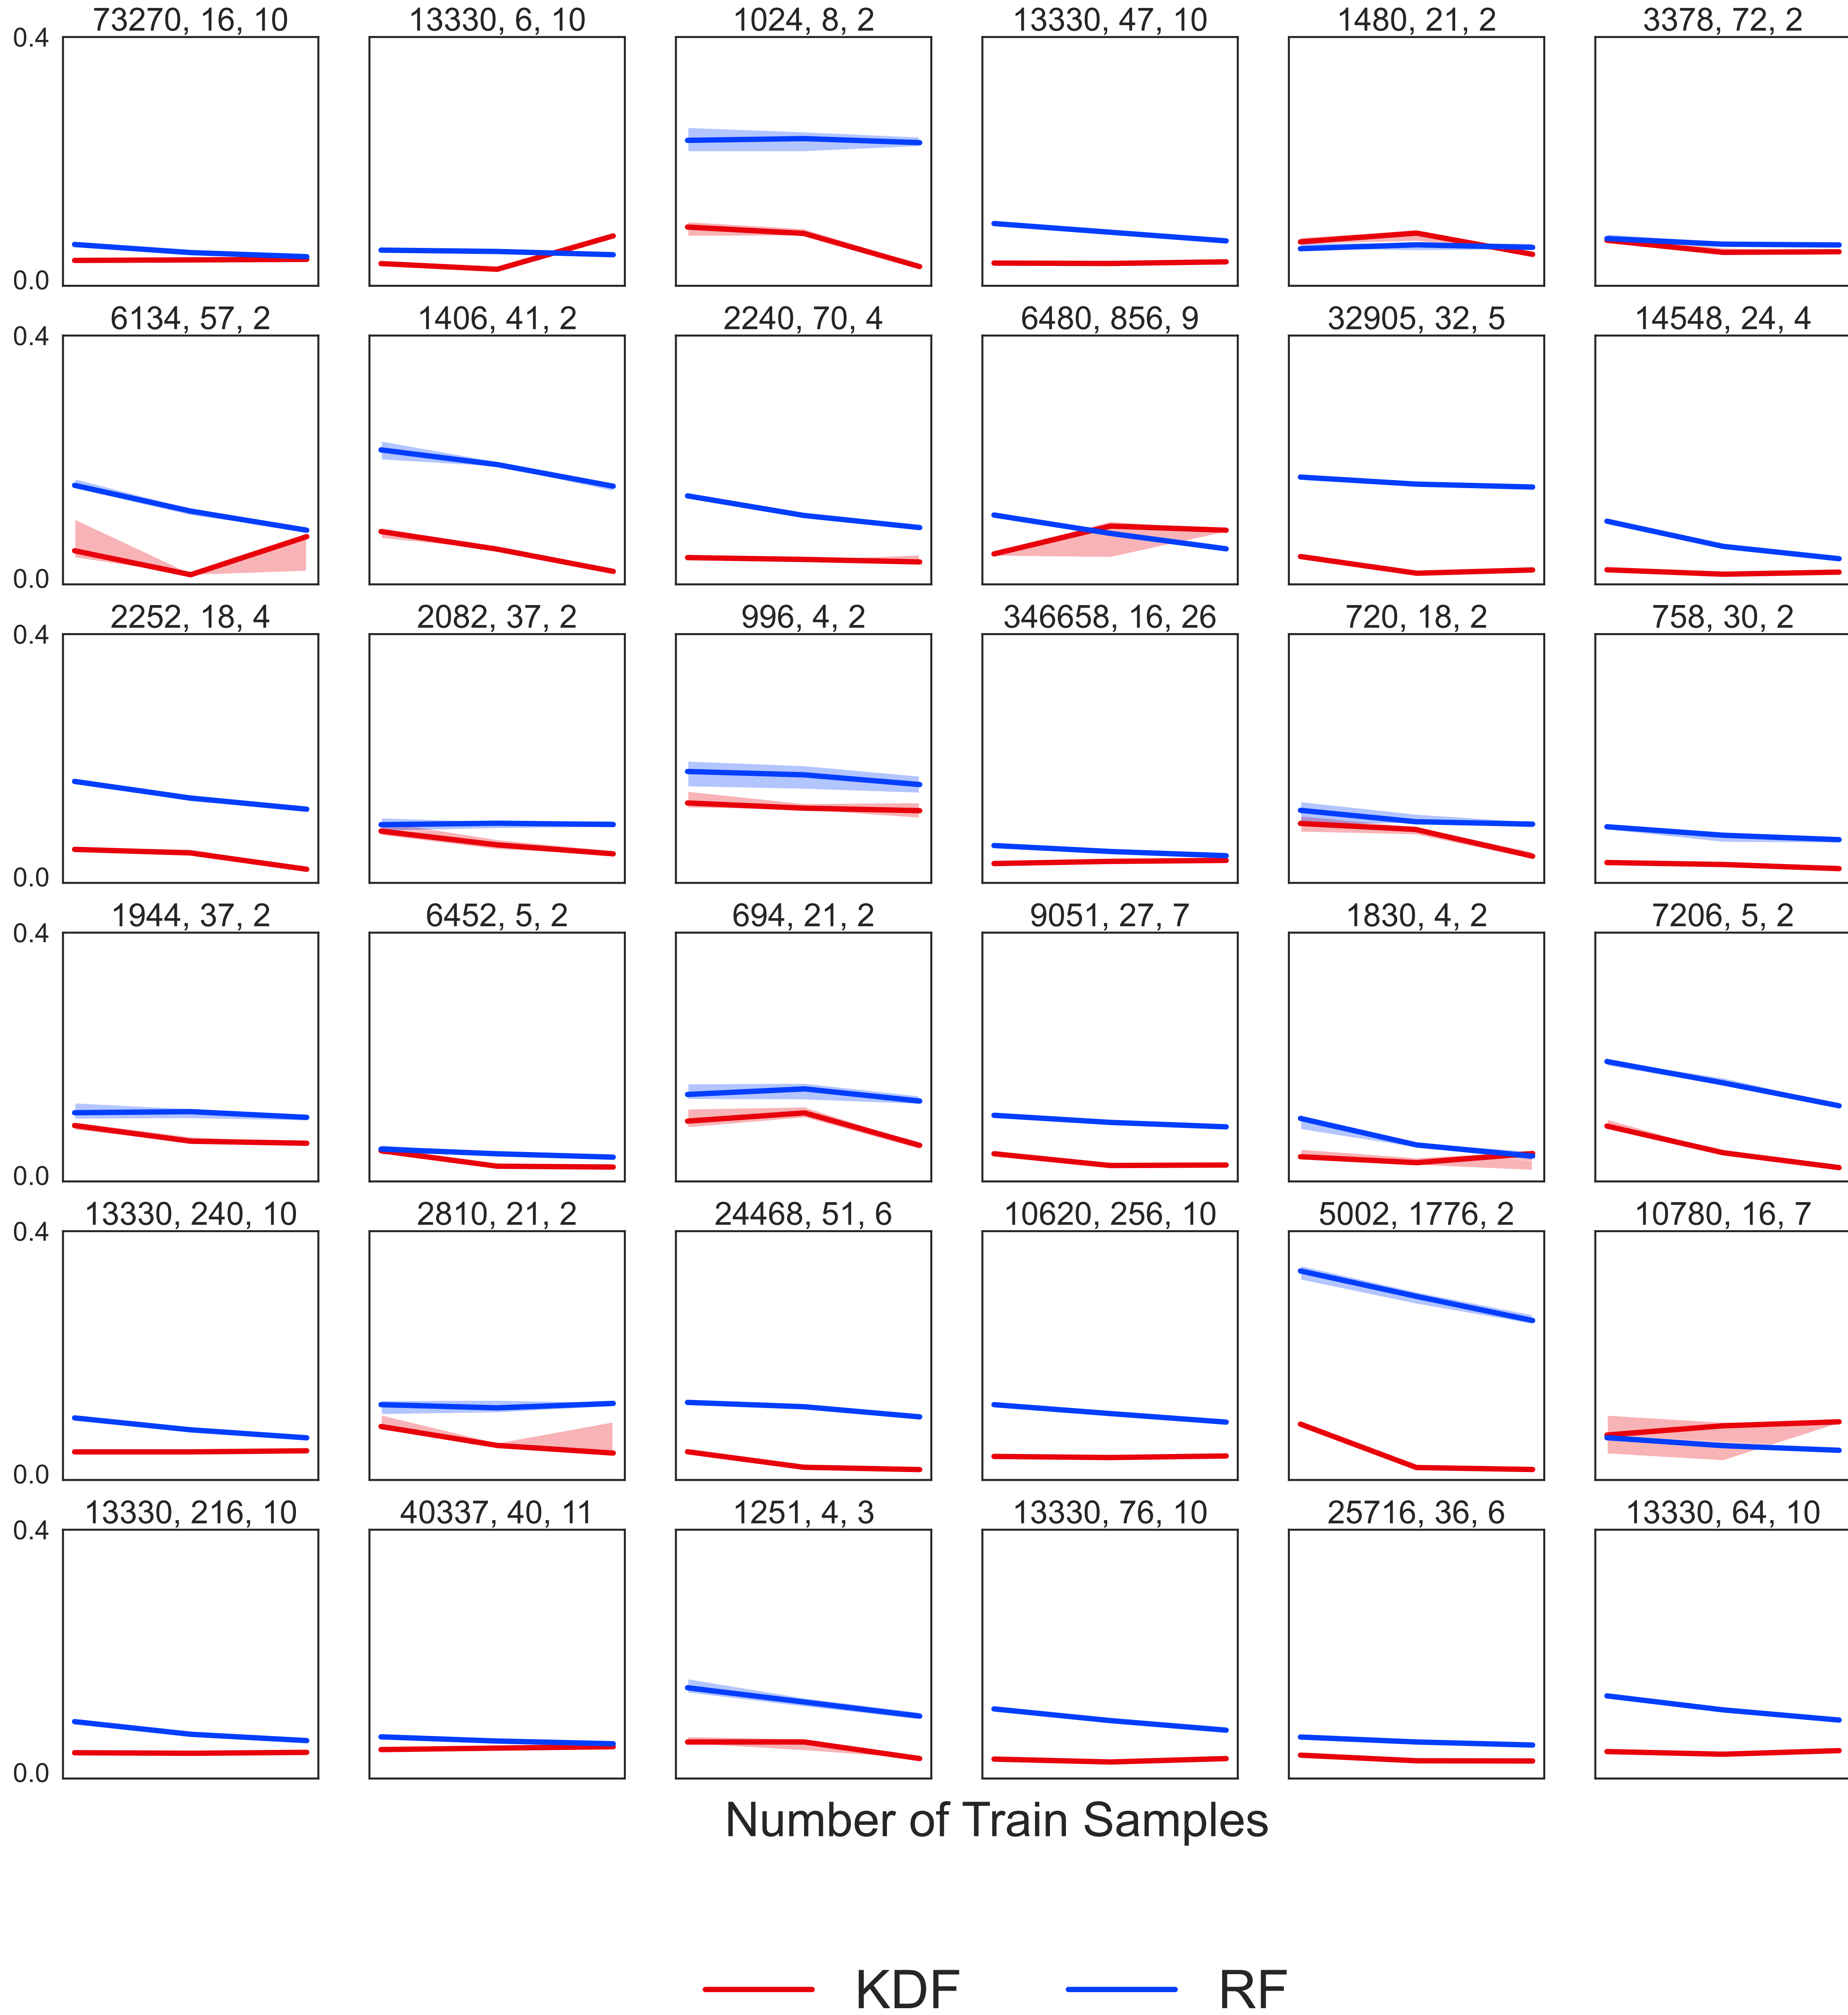 73270, 16, 10 13330, 6, 10 1024, 8, 2 13330, 47, 10 1480, 21, 2 3378, 72, 2
0.4
0.0
6134, 57, 2 1406, 41, 2 2240, 70, 4 6480, 856, 9 32905, 32, 5 14548, 24, 4
0.4
0.0
2252, 18, 4 2082, 37, 2 996, 4, 2 346658, 16, 26 720, 18, 2 758, 30, 2
0.4
0.0
1944, 37, 2 6452, 5, 2 694, 21, 2 9051, 27, 7 1830, 4, 2 7206, 5, 2
0.4
0.0
13330, 240, 10 2810, 21, 2 24468, 51, 6 10620, 256, 10 5002, 1776, 2 10780, 16, 7
0.4
0.0
13330, 216, 10 40337, 40, 11 1251, 4, 3 13330, 76, 10 25716, 36, 6 13330, 64, 10
0.4
0.0
Number of Train Samples
KDF RF